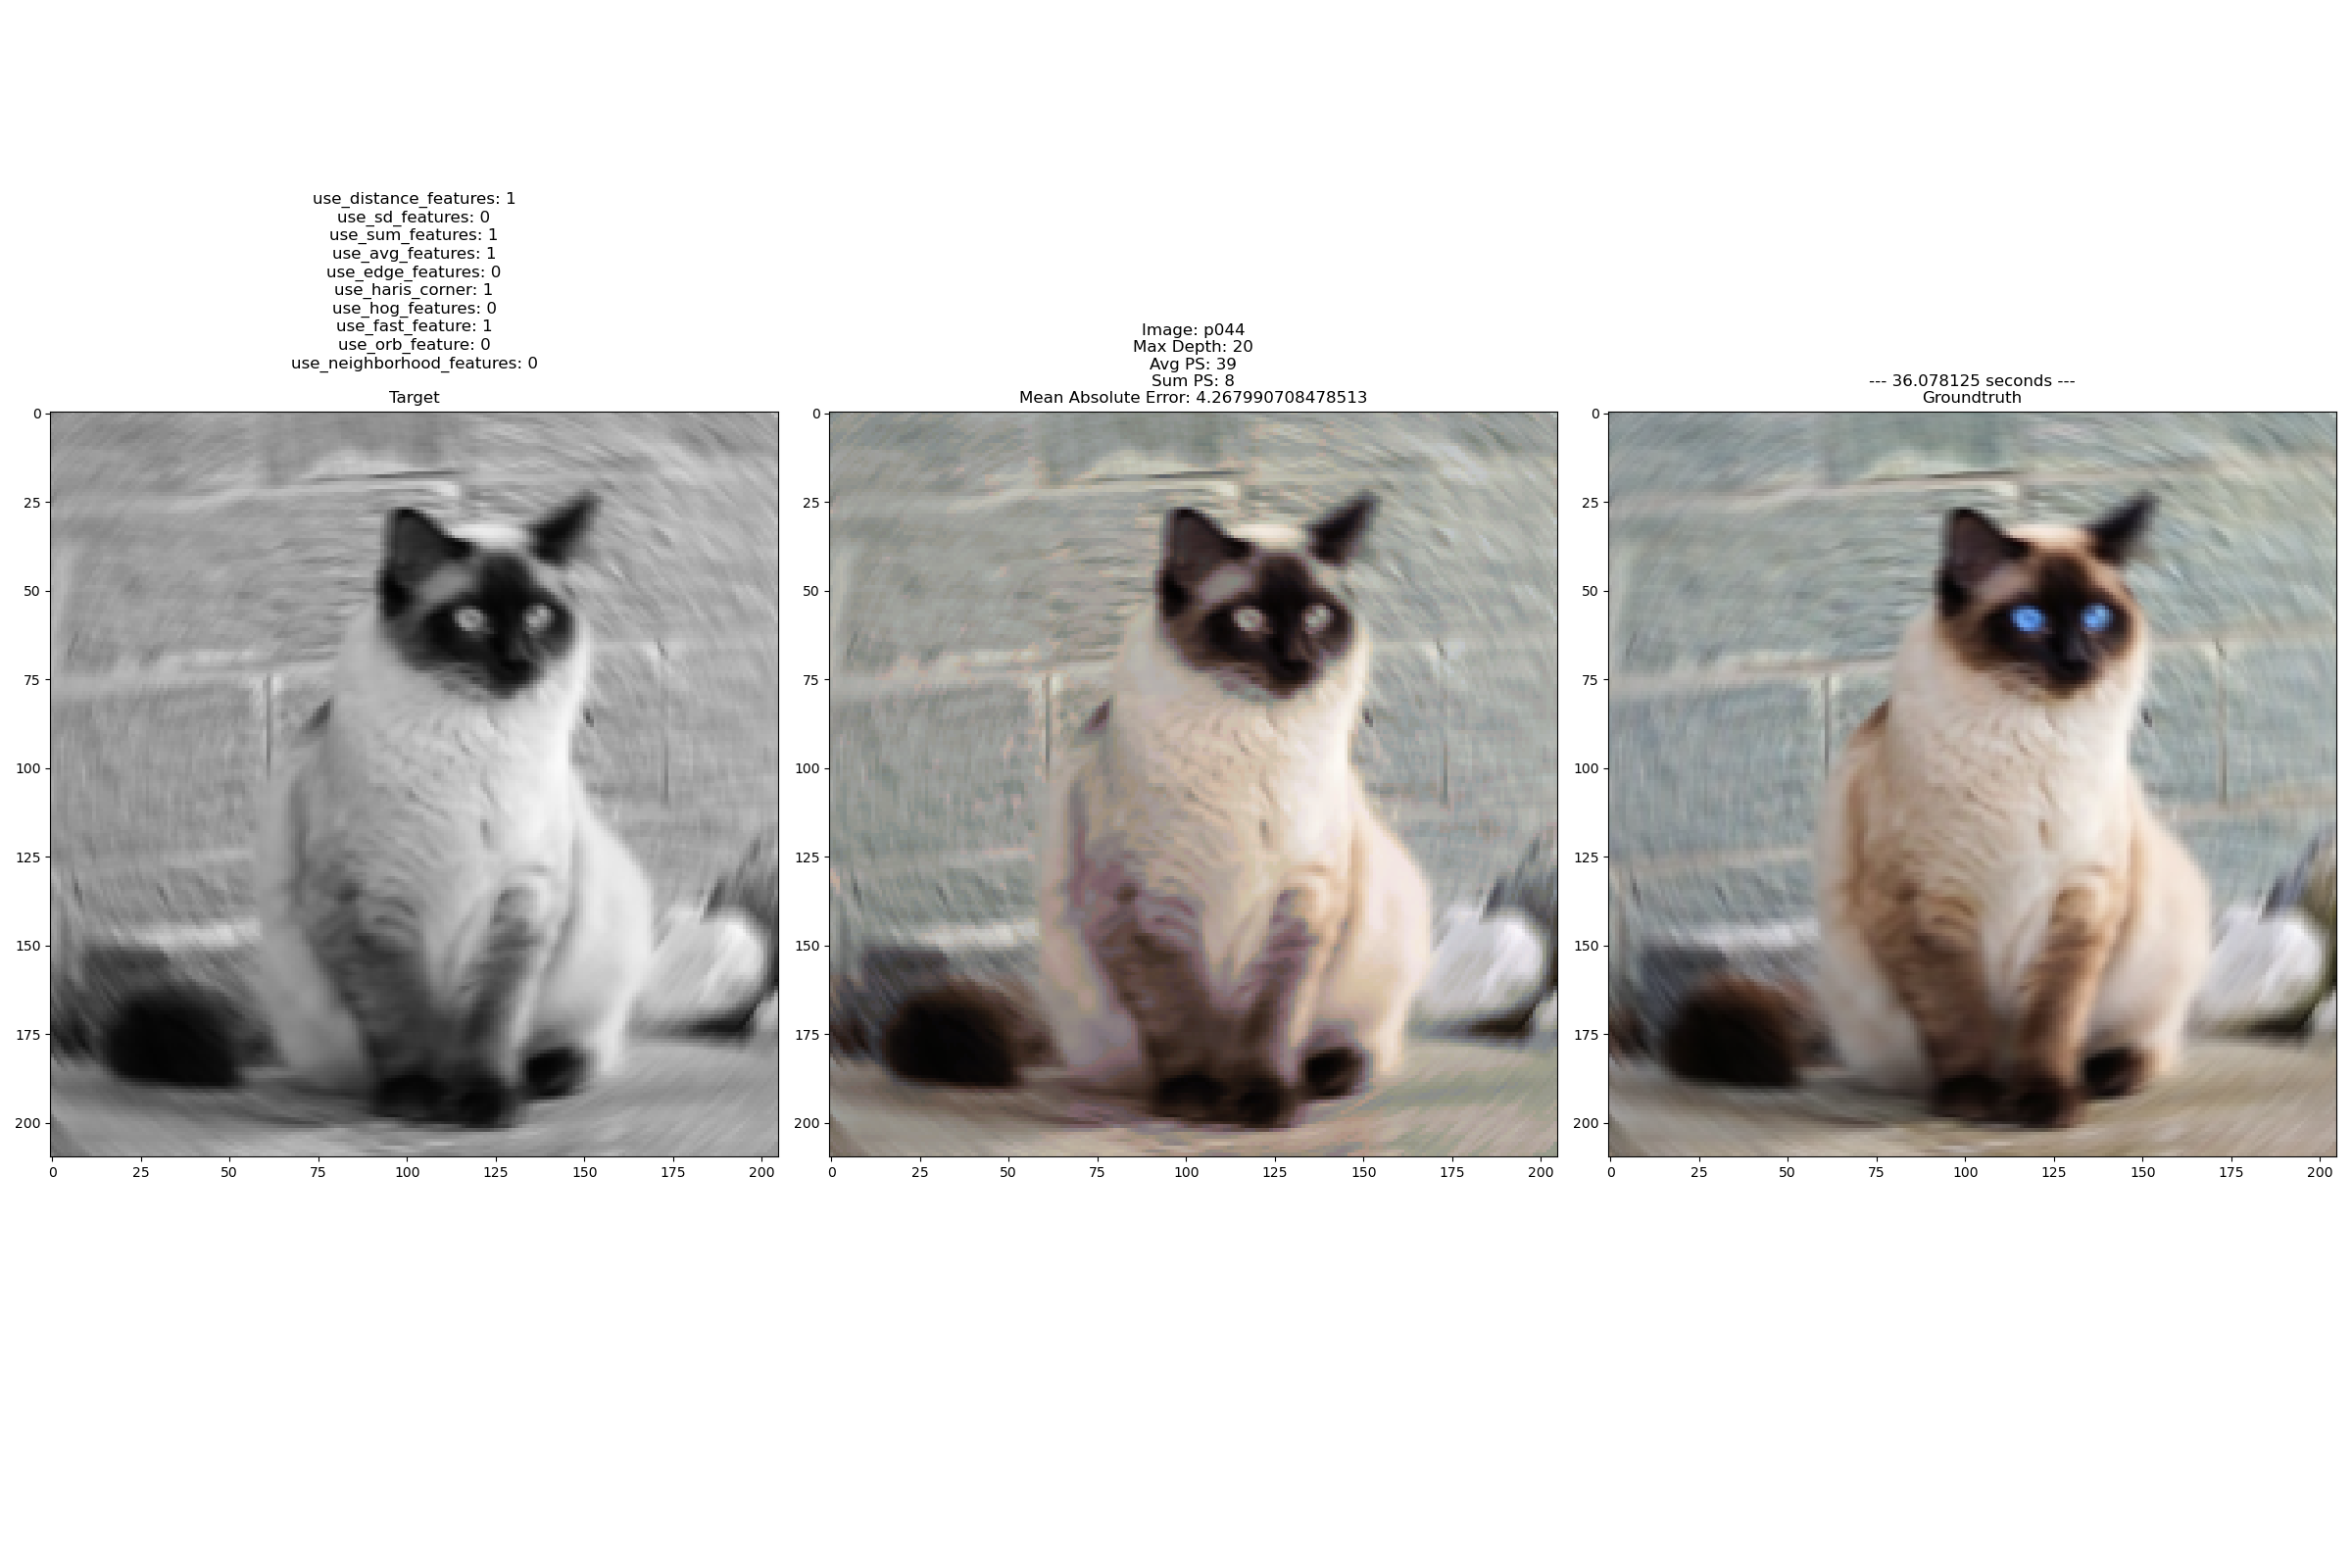 use_distance_features: 1
use_sd_features: 0
use_sum_features: 1
use_avg_features: 1
use_edge_features: 0
use_haris_corner: 1
use_hog_features: 0
use_fast_feature: 1
use_orb_feature: 0
use_neighborhood_features: 0
Target
0
25
50
75
100
125
150
175
200
0 25 50 75 100 125 150 175 200
Image: p044
Max Depth: 20
Avg PS: 39
Sum PS: 8
Mean Absolute Error: 4.267990708478513
0
25
50
75
100
125
150
175
200
0 25 50 75 100 125 150 175 200
--- 36.078125 seconds ---
Groundtruth
0
25
50
75
100
125
150
175
200
0 25 50 75 100 125 150 175 200